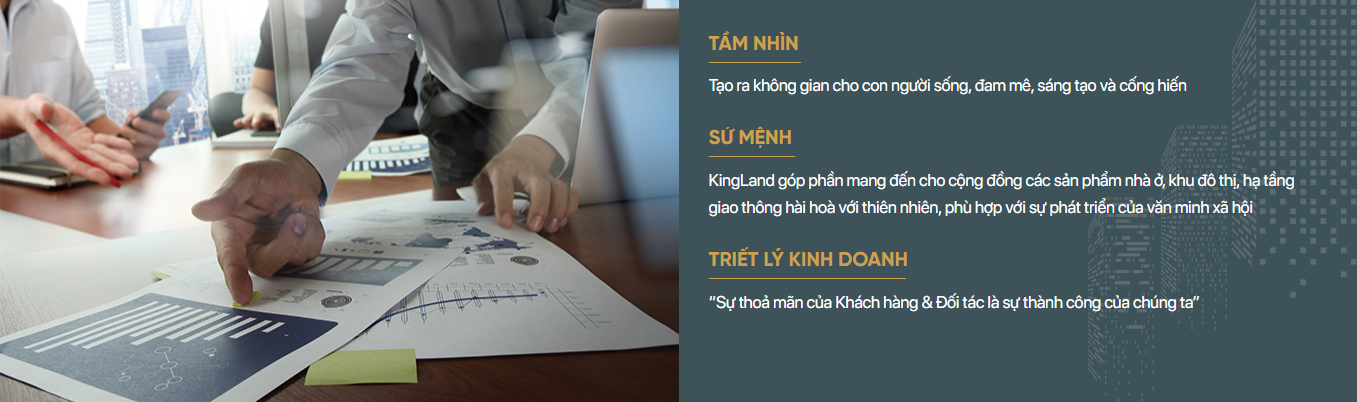 TẦM NHÌN
Tạo ra không gian cho con người sống, đam mê, sáng tạo và cống hiến
SỨ MỆNH
KingLand góp phần mang đến cho cộng đồng các sản phẩm nhà ở, khu đô thị, hạ tầng
giao thông hài hoà với thiên nhiên, phù hợp với sự phát triển của văn minh xã hội
TRIẾT LÝ KINH DOANH
“Sự thoả mãn của Khách hàng & Đối tác là sự thành công của chúng ta”